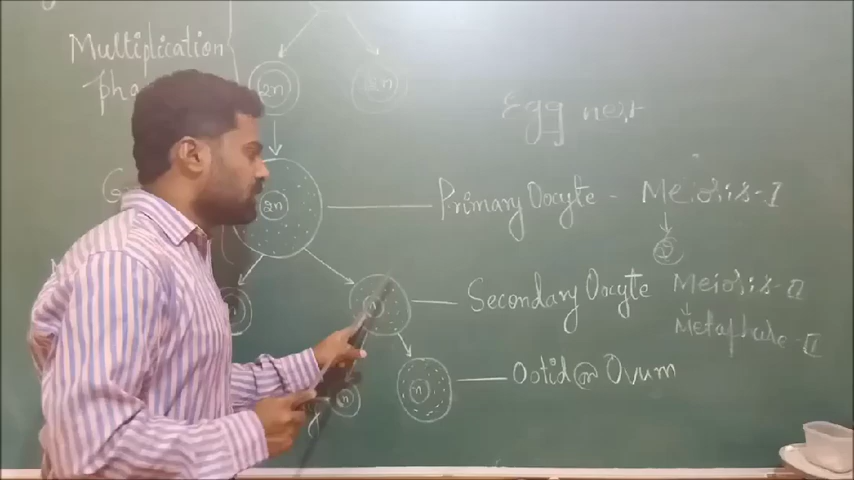 Multiplication
2n
2n
Egg nest
2n
Primary Oocyte - Meiosis-I
n
n
Secondary Oocyte Meiosis-II
Metaphase-II
n
n
Ootid or Ovum